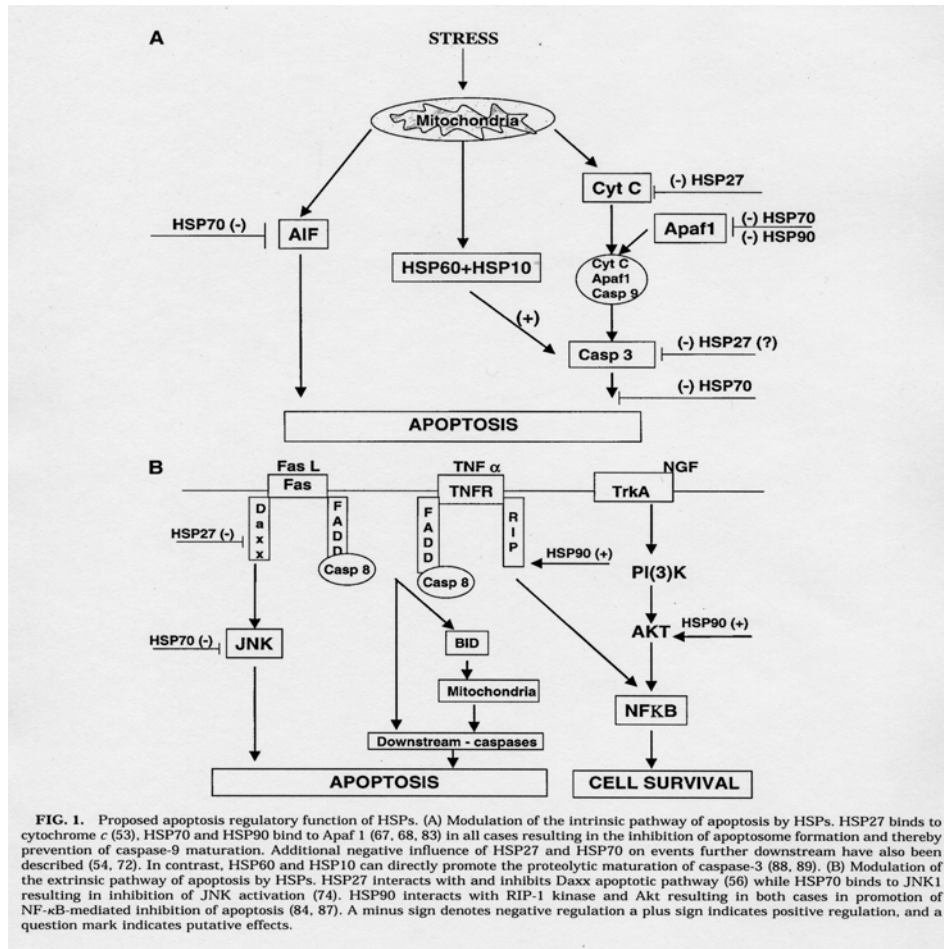 A
STRESS
Mitochondria
Cyt C
(-) HSP27
HSP70 (-)
AIF
Apaf1
(-) HSP70
(-) HSP90
HSP60+HSP10
Cyt C
Apaf1
Casp 9
(+)
Casp 3
(-) HSP27 (?)
(-) HSP70
APOPTOSIS
B
Fas L
Fas
TNF α
TNFR
NGF
TrkA
Daxx
FADD
FADD
RIP
HSP27 (-)
Casp 8
Casp 8
HSP90 (+)
PI(3)K
HSP70 (-)
JNK
BID
AKT
HSP90 (+)
Mitochondria
NFKB
Downstream - caspases
APOPTOSIS
CELL SURVIVAL
FIG. 1. Proposed apoptosis regulatory function of HSPs. (A) Modulation of the intrinsic pathway of apoptosis by HSPs. HSP27 binds to
cytochrome c (53), HSP70 and HSP90 bind to Apaf 1 (67, 68, 83) in all cases resulting in the inhibition of apoptosome formation and thereby
prevention of caspase-9 maturation. Additional negative influence of HSP27 and HSP70 on events further downstream have also been
described (54, 72). In contrast, HSP60 and HSP10 can directly promote the proteolytic maturation of caspase-3 (88, 89). (B) Modulation of
the extrinsic pathway of apoptosis by HSPs. HSP27 interacts with and inhibits Daxx apoptotic pathway (56) while HSP70 binds to JNK1
resulting in inhibition of JNK activation (74). HSP90 interacts with RIP-1 kinase and Akt resulting in both cases in promotion of
NF-κB-mediated inhibition of apoptosis (84, 87). A minus sign denotes negative regulation a plus sign indicates positive regulation, and a
question mark indicates putative effects.